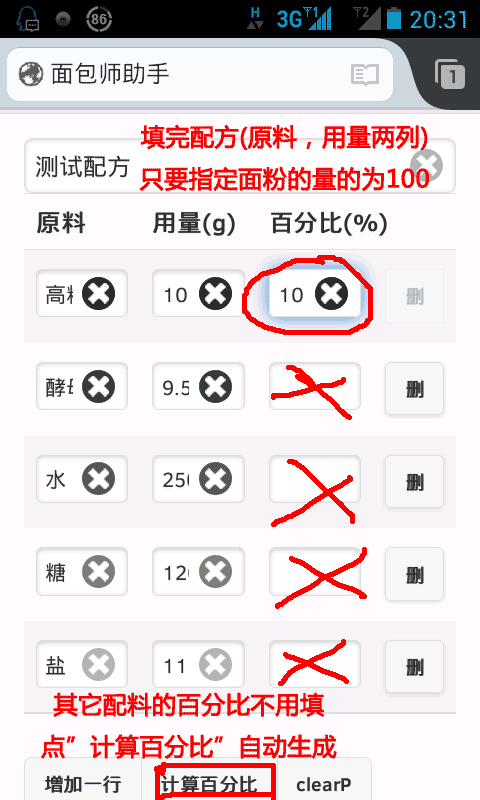 86 H 3G 1 2 20:31
面包师助手 1
填完配方(原料，用量两列)
测试配方
只要指定面粉的量的为100
原料 用量(g) 百分比(%)
高 10 10 删
酵 9.5 删
水 250 删
糖 120 删
盐 11 删
其它配料的百分比不用填
点”计算百分比”自动生成
增加一行 计算百分比 clearP